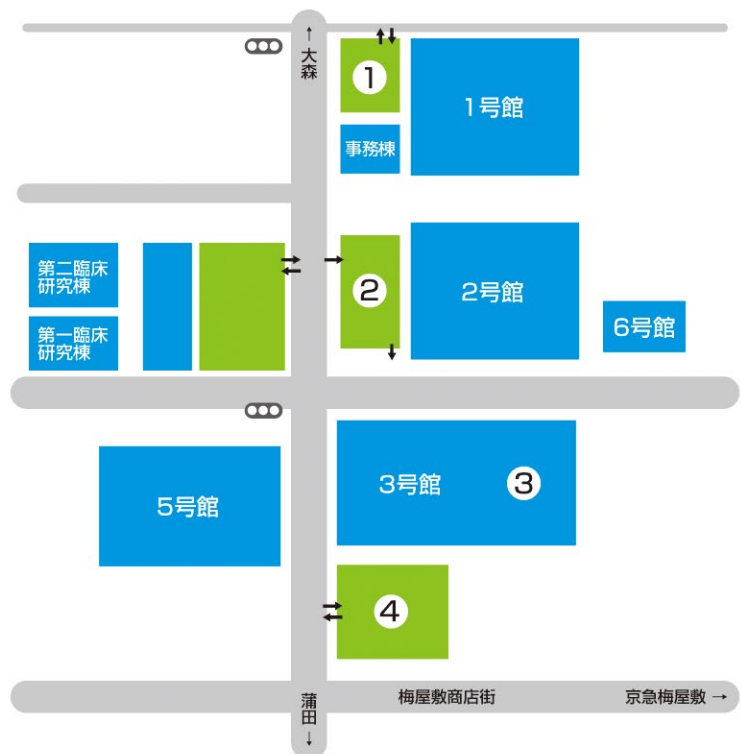 ↑
大森
①
1号館
事務棟
第二臨床
研究棟
②
2号館
6号館
第一臨床
研究棟
5号館
3号館
③
④
蒲田
↓
梅屋敷商店街
京急梅屋敷 →